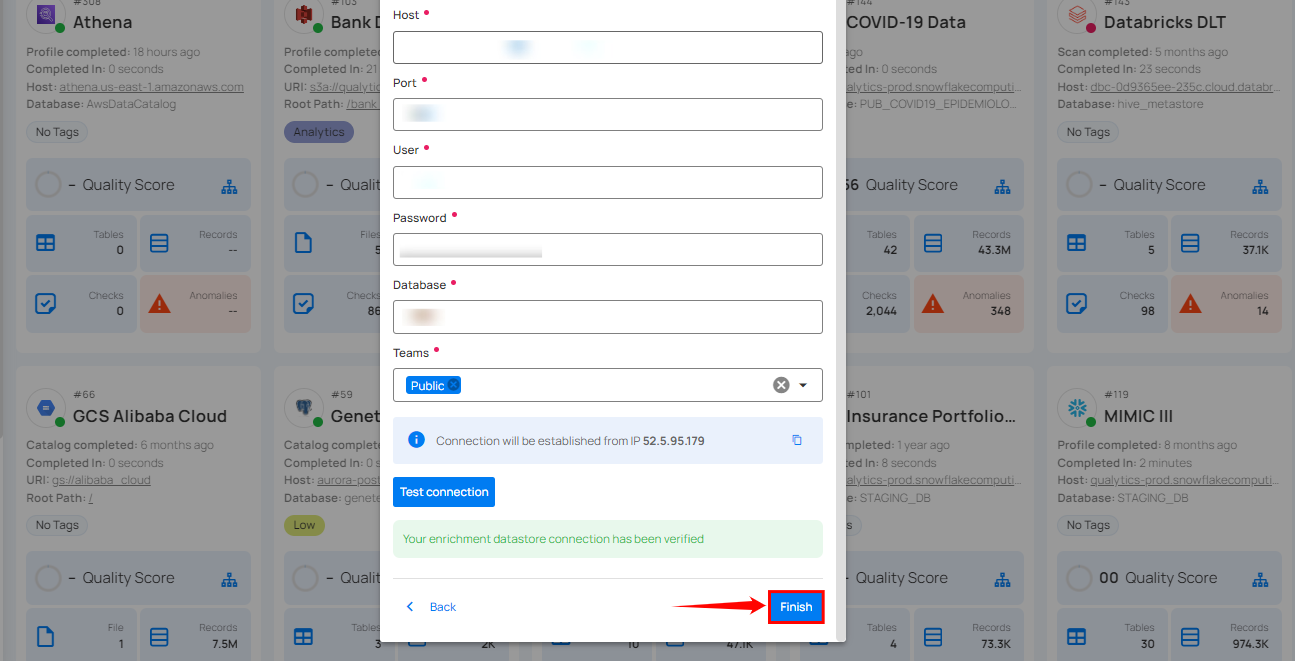 #308
Athena
Profile completed: 18 hours ago
Completed In: 0 seconds
Host: athena.us-east-1.amazonaws.com
Database: AwsDataCatalog
No Tags
– Quality Score
Tables
0
Records
--
Checks
0
Anomalies
--
#103
Bank
Profile completed:
Completed In: 21
URI: s3a://qualytic
Root Path: /bank_
Analytics
– Quali
Files
5
Checks
86
Host
Port
User
Password
Database
Teams
Public
Connection will be established from IP 52.5.95.179
Test connection
Your enrichment datastore connection has been verified
Back
Finish
#144
COVID-19 Data
ago
ed In: 0 seconds
alytics-prod.snowflakecomputi...
e: PUB_COVID19_EPIDEMIOLO...
56 Quality Score
Tables
42
Records
43.3M
Checks
2,044
Anomalies
348
#143
Databricks DLT
Scan completed: 5 months ago
Completed In: 23 seconds
Host: dbc-0d9365ee-235c.cloud.databr...
Database: hive_metastore
No Tags
– Quality Score
Tables
5
Records
37.1K
Checks
98
Anomalies
14
#66
GCS Alibaba Cloud
Catalog completed: 6 months ago
Completed In: 0 seconds
URI: gs://alibaba_cloud
Root Path: /
No Tags
– Quality Score
File
1
Records
7.5M
#59
Genet
Catalog completed:
Completed In: 0 s
Host: aurora-post
Database: genete
Low
– Quali
Tables
3
2K
10
47.1K
#101
Insurance Portfolio...
mpleted: 1 year ago
ed In: 8 seconds
alytics-prod.snowflakecomputi...
e: STAGING_DB
s
– Quality Score
Tables
4
Records
73.3K
#119
MIMIC III
Profile completed: 8 months ago
Completed In: 2 minutes
Host: qualytics-prod.snowflakecomputi...
Database: STAGING_DB
No Tags
00 Quality Score
Tables
30
Records
974.3K